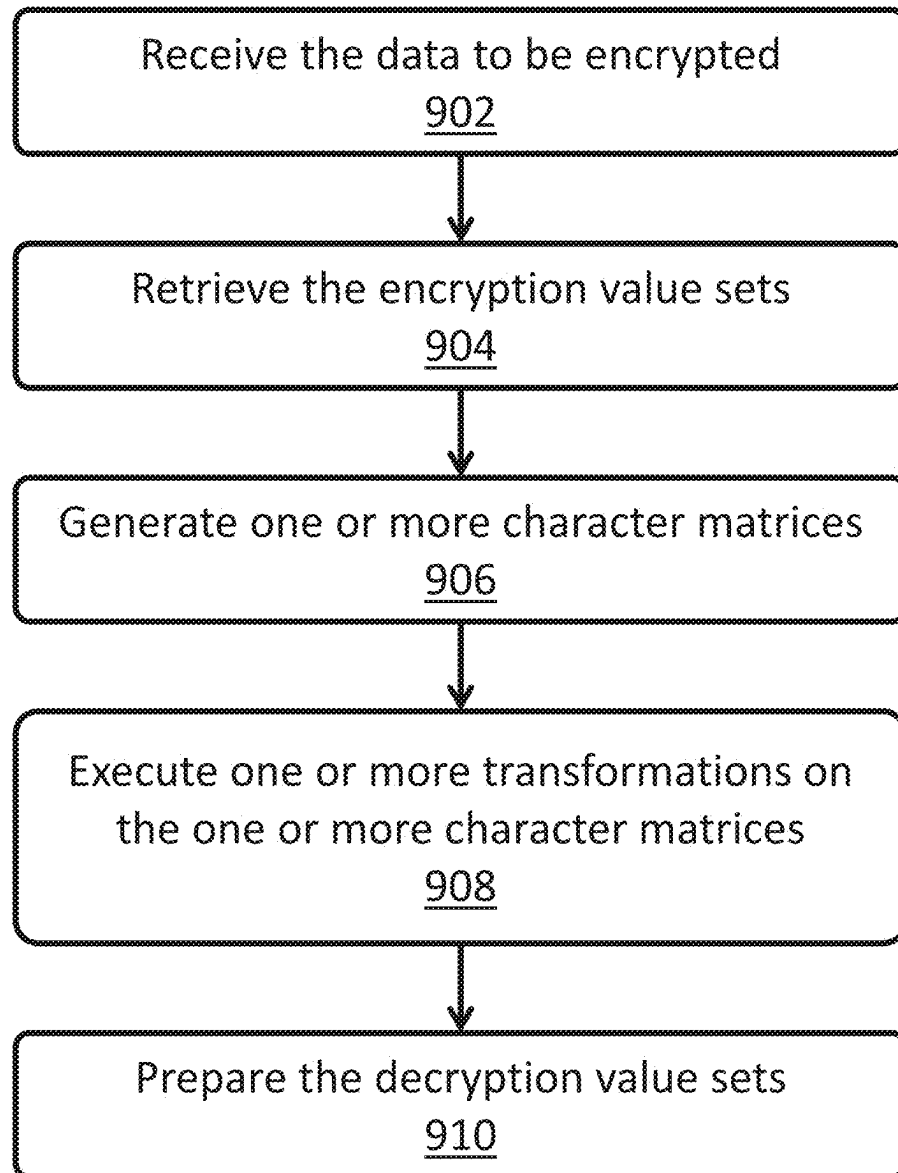 Receive the data to be encrypted
902
Retrieve the encryption value sets
904
Generate one or more character matrices
906
Execute one or more transformations on
the one or more character matrices
908
Prepare the decryption value sets
910